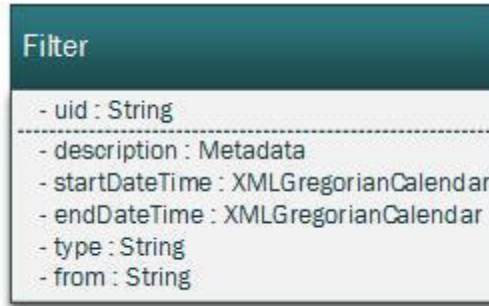 Filter
- uid : String
- description : Metadata
- startDateTime : XMLGregorianCalendar
- endDateTime : XMLGregorianCalendar
- type : String
- from : String